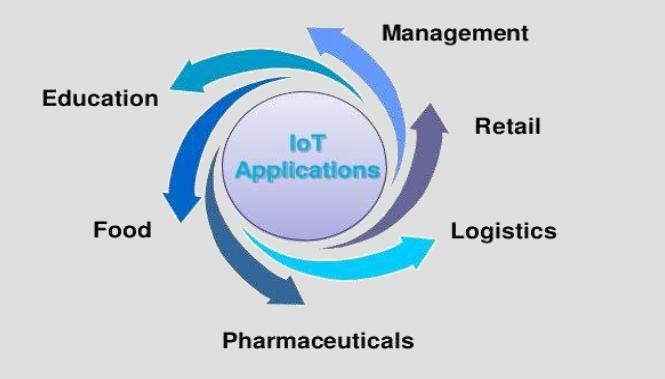 Management
Education
Retail
IoT
Applications
Food
Logistics
Pharmaceuticals